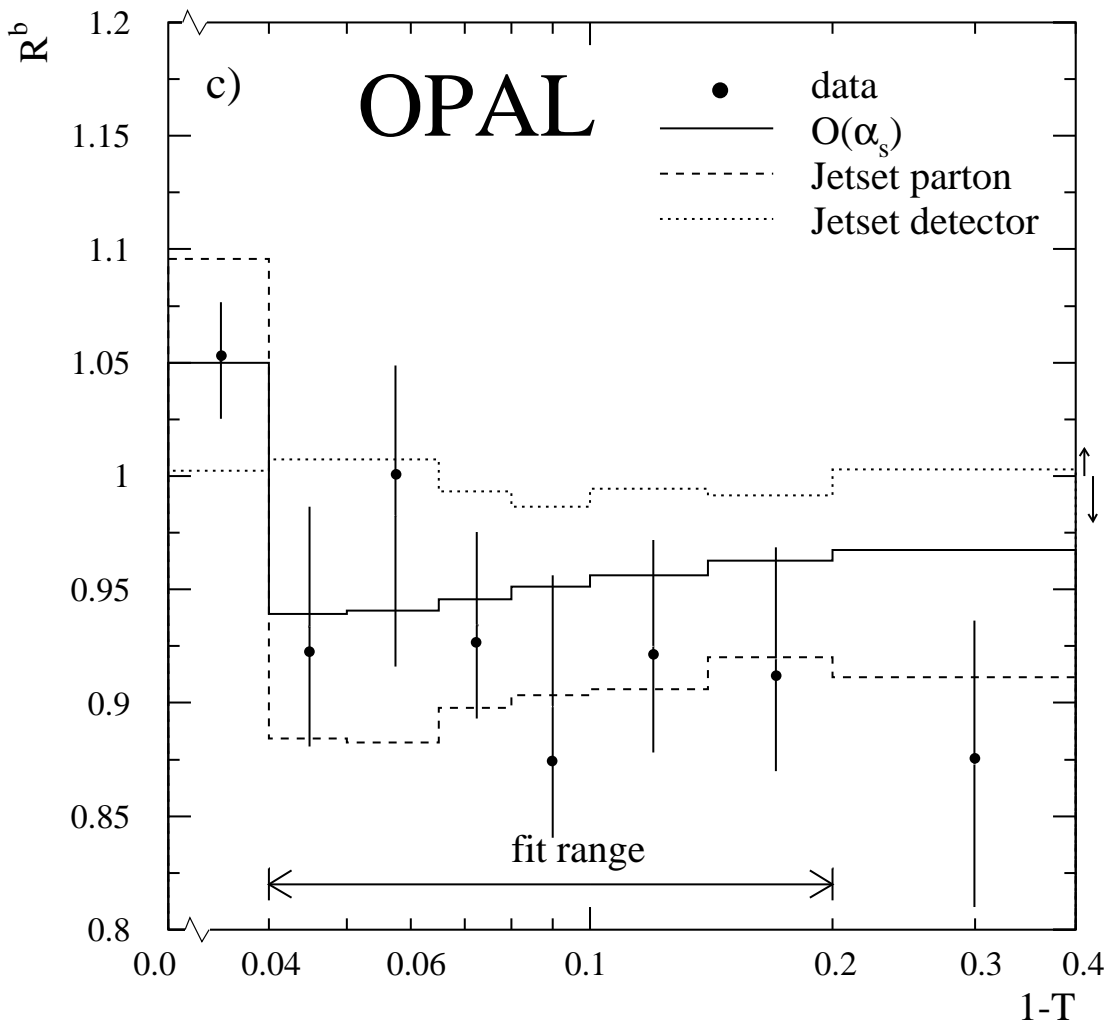 R^b
1.2
c)
OPAL
data
O(α_s)
Jetset parton
Jetset detector
1.15
1.1
1.05
1
0.95
0.9
0.85
fit range
0.8
0.0 0.04 0.06 0.1 0.2 0.3 0.4
1-T